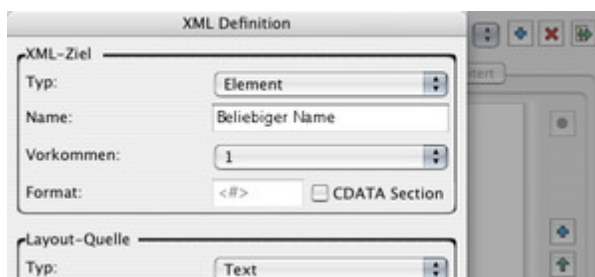 XML Definition
XML-Ziel
Typ: Element
Name: Beliebiger Name
Vorkommen: 1
Format: <#> CDATA Section
Layout-Quelle
Typ: Text